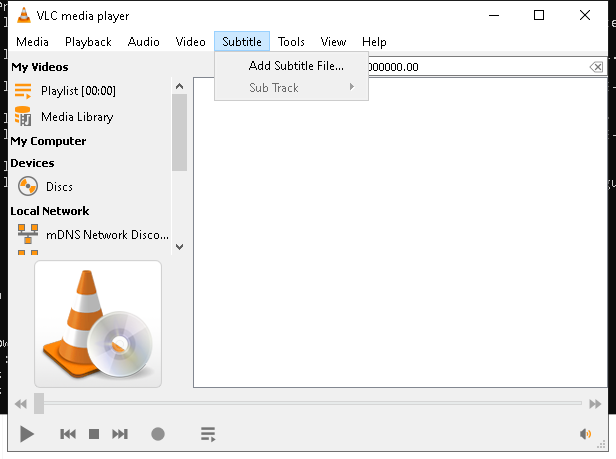 VLC media player
Media Playback Audio Video Subtitle Tools View Help
My Videos
Playlist [00:00]
Media Library
My Computer
Devices
Discs
Local Network
mDNS Network Disco...
Add Subtitle File...
Sub Track
000000.00